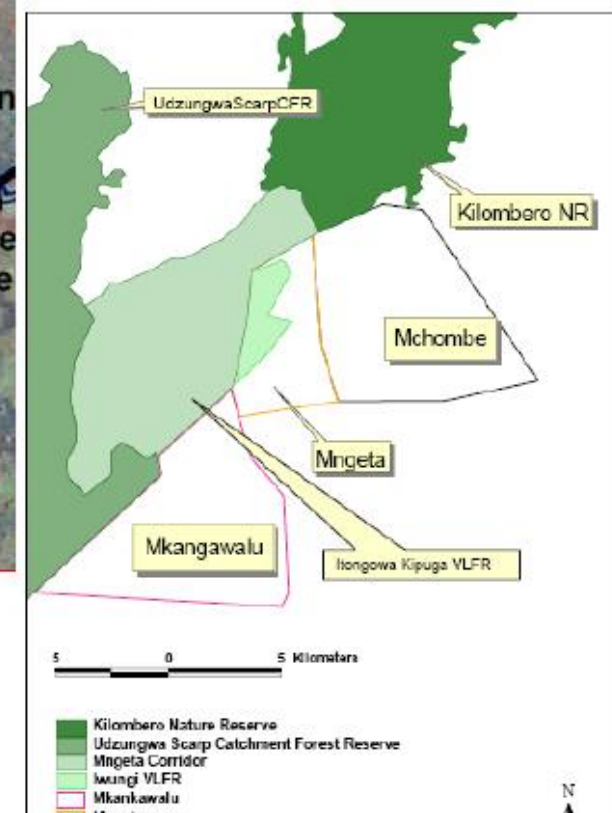 UdzungwaScarpCFR
Kilombero NR
Mchombe
Mngeta
Mkangawalu
Itongowa Kipuga VLFR
5 0 5 Kilometers
Kilombero Nature Reserve
Udzungwa Scarp Catchment Forest Reserve
Mngeta Corridor
Iwungi VLFR
Mkankawalu
N